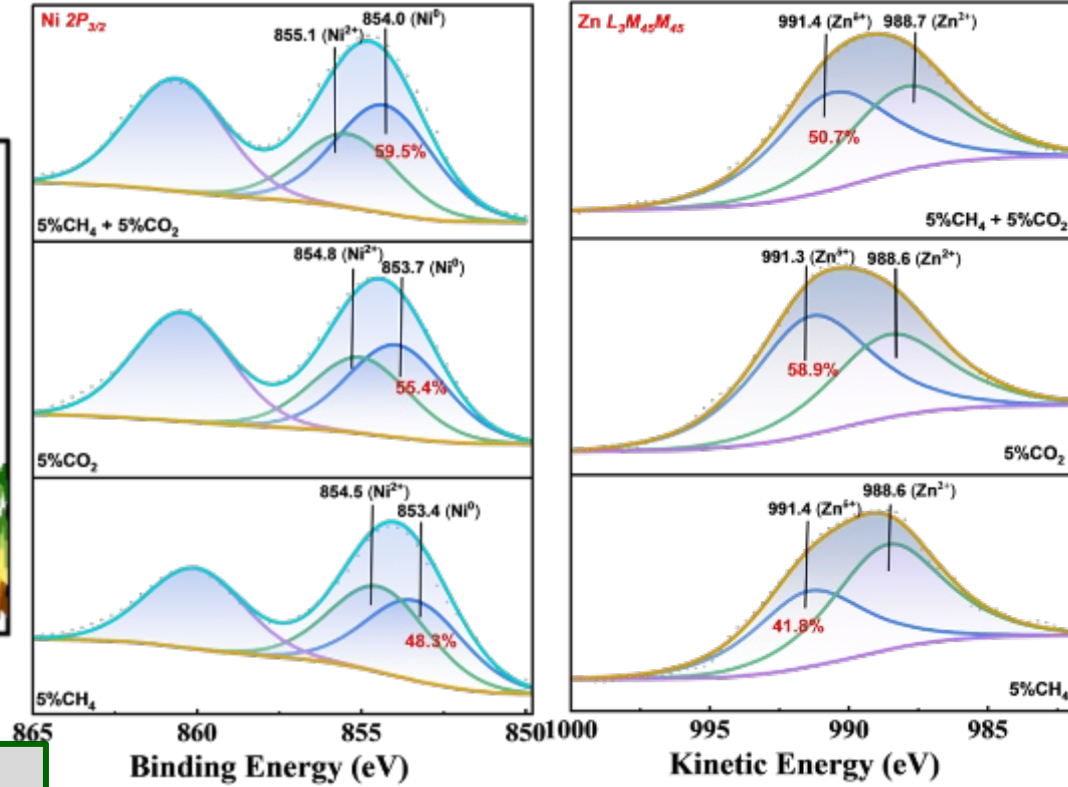 Ni 2P3/2
855.1 (Ni²⁺)
854.0 (Ni⁰)
59.5%
5%CH₄ + 5%CO₂
854.8 (Ni²⁺)
853.7 (Ni⁰)
55.4%
5%CO₂
854.5 (Ni²⁺)
853.4 (Ni⁰)
48.3%
5%CH₄
865 860 855 850
Binding Energy (eV)
Zn L₃M₄₅M₄₅
991.4 (Znᵟ⁺) 988.7 (Zn²⁺)
50.7%
5%CH₄ + 5%CO₂
991.3 (Znᵟ⁺) 988.6 (Zn²⁺)
58.9%
5%CO₂
991.4 (Znᵟ⁺)
988.6 (Zn²⁺)
41.8%
5%CH₄
1000 995 990 985
Kinetic Energy (eV)